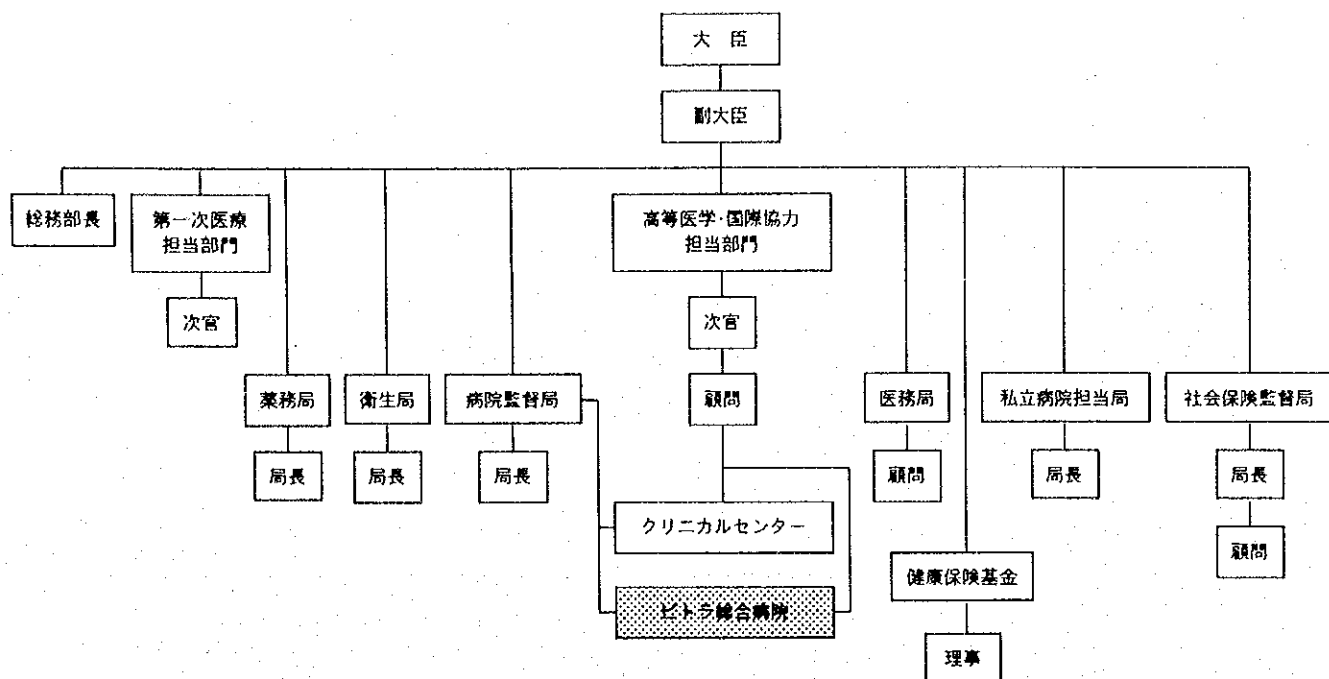 大 臣
副大臣
総務部長
第一次医療
担当部門
高等医学・国際協力
担当部門
次官
次官
薬務局
衛生局
病院監督局
顧問
医務局
私立病院担当局
社会保険監督局
局長
局長
局長
顧問
局長
局長
クリニカルセンター
顧問
健康保険基金
ビトラ総合病院
理事